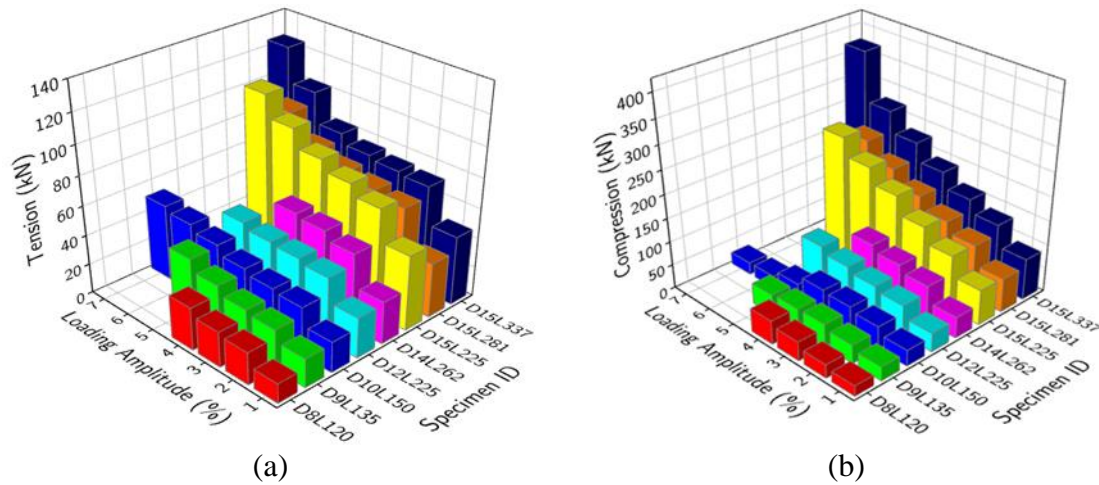 140
120
100
80
60
40
20
0
Tension (kN)
7
6
5
4
3
2
1
Loading Amplitude (%)
D15L337
D15L281
D15L225
D14L262
D12L225
D10L150
D9L135
D8L120
Specimen ID
(a)
400
350
300
250
200
150
100
50
0
Compression (kN)
7
6
5
4
3
2
1
Loading Amplitude (%)
D15L337
D15L281
D15L225
D14L262
D12L225
D10L150
D9L135
D8L120
Specimen ID
(b)